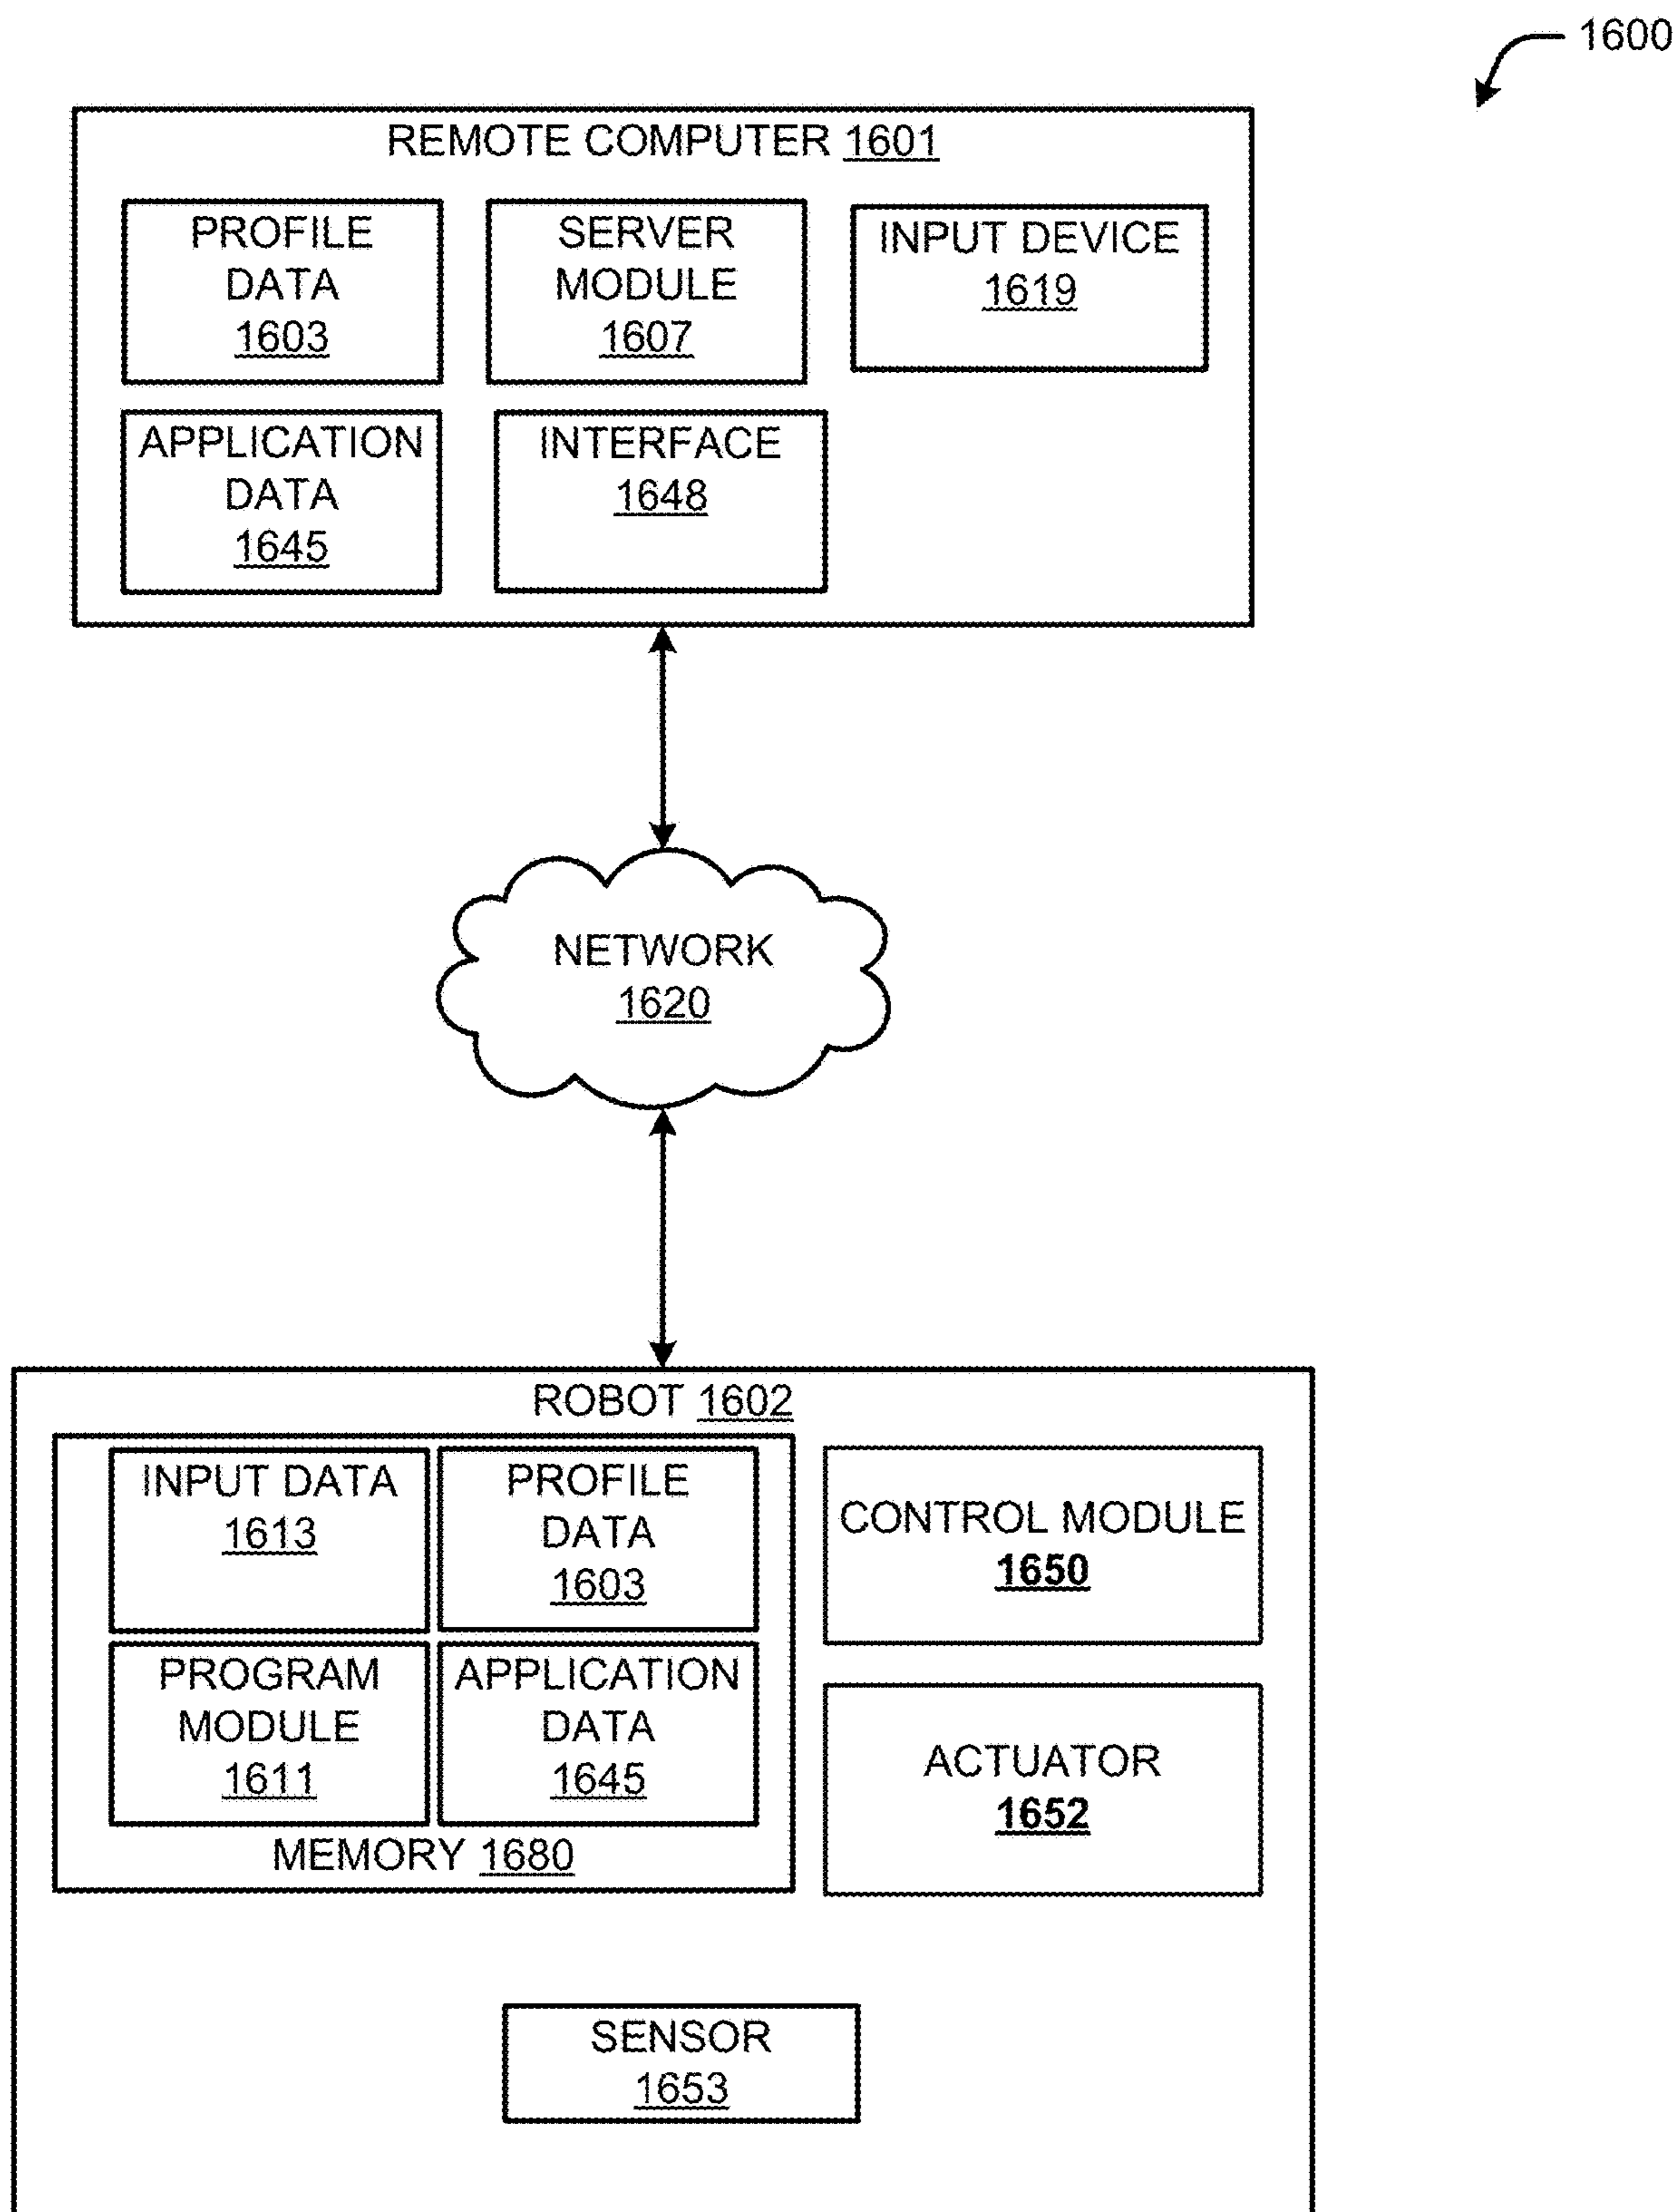 1600
REMOTE COMPUTER 1601
PROFILE
DATA
1603
SERVER
MODULE
1607
INPUT DEVICE
1619
APPLICATION
DATA
1645
INTERFACE
1648
NETWORK
1620
ROBOT 1602
INPUT DATA
1613
PROFILE
DATA
1603
PROGRAM
MODULE
1611
APPLICATION
DATA
1645
MEMORY 1680
CONTROL MODULE
1650
ACTUATOR
1652
SENSOR
1653